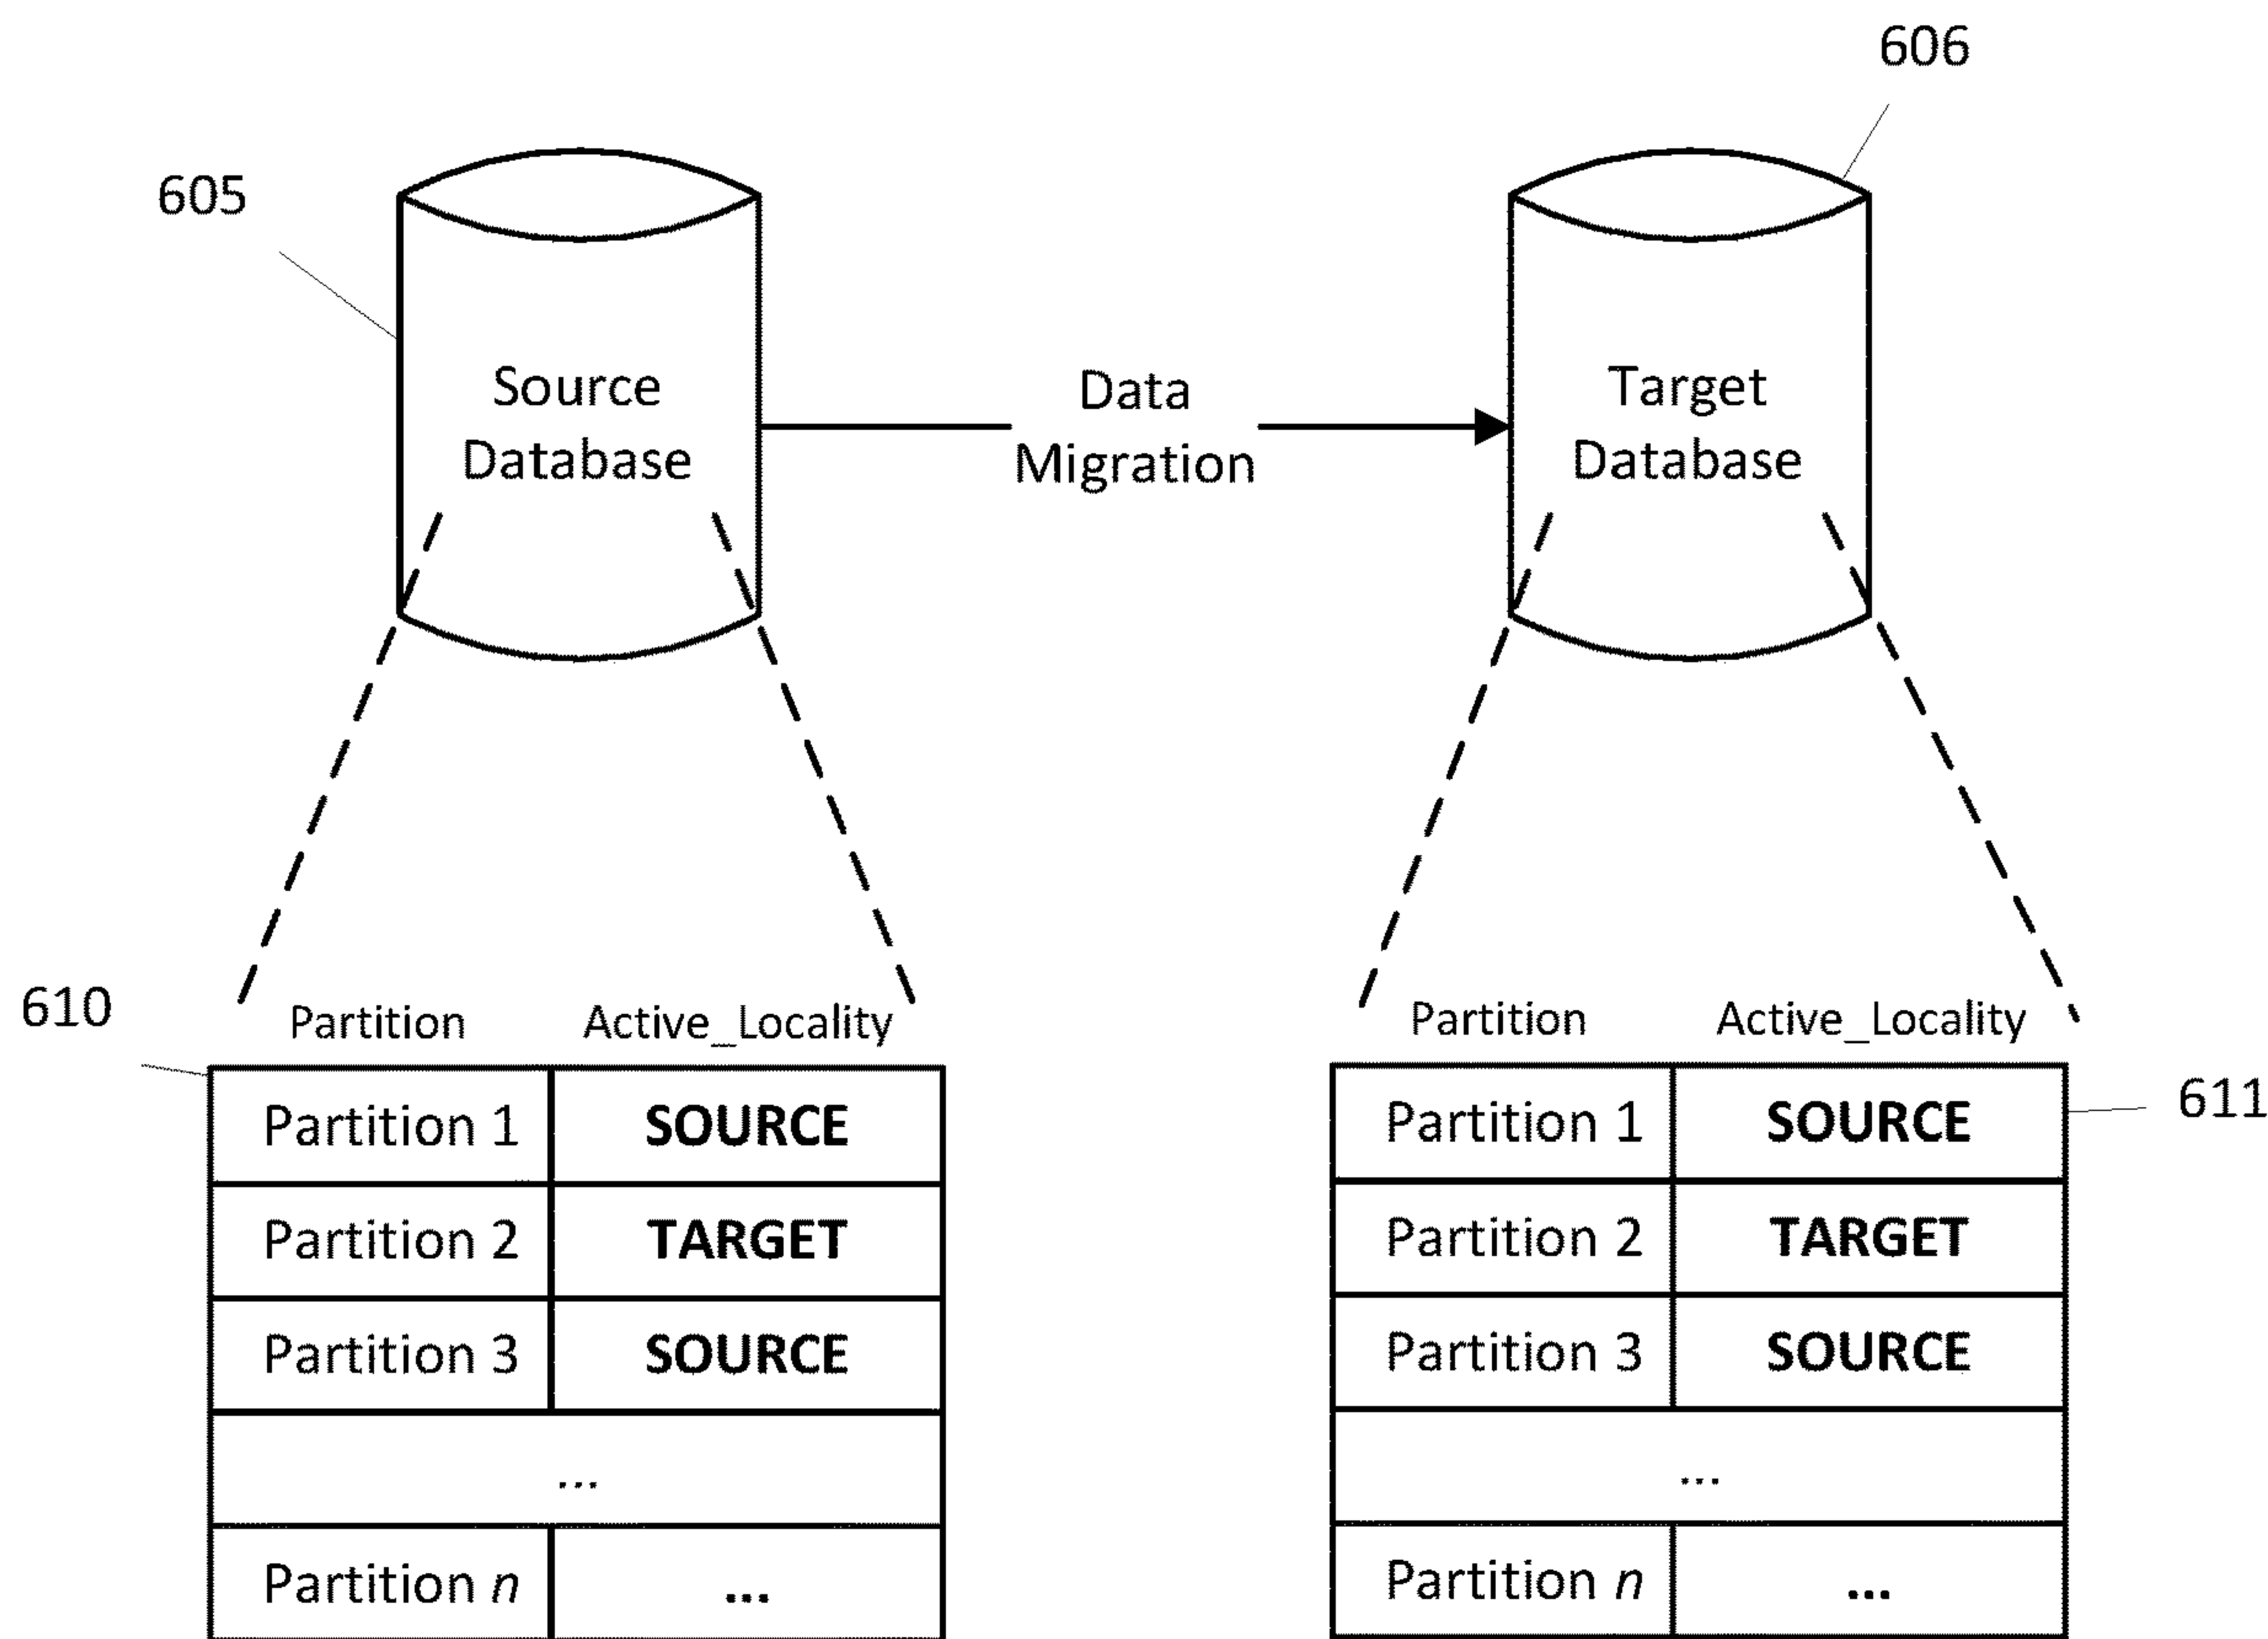 606
605
Source
Database
Data
Migration
Target
Database
610
Partition Active_Locality
Partition 1 SOURCE
Partition 2 TARGET
Partition 3 SOURCE
...
Partition n ...
Partition Active_Locality
611
Partition 1 SOURCE
Partition 2 TARGET
Partition 3 SOURCE
...
Partition n ...